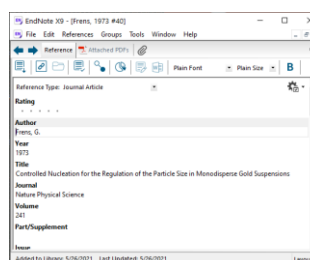 EndNote X9 - [Frens, 1973 #40]
File Edit References Groups Tools Window Help
Reference Attached PDFs
Plain Font Plain Size B
Reference Type: Journal Article
Rating
Author
Frens, G.
Year
1973
Title
Controlled Nucleation for the Regulation of the Particle Size in Monodisperse Gold Suspensions
Journal
Nature Physical Science
Volume
241
Part/Supplement
Issue
Added to Library: 5/26/2021 Last Updated: 5/26/2021